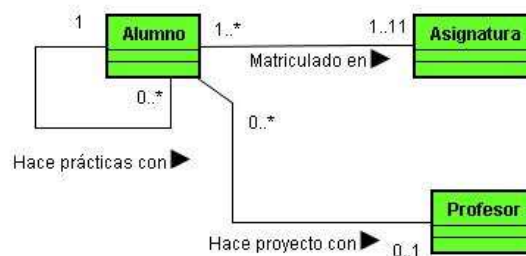 1
Alumno
1..*
1..11
Asignatura
Matriculado en
0..*
0..*
Hace prácticas con
Profesor
Hace proyecto con
0..1